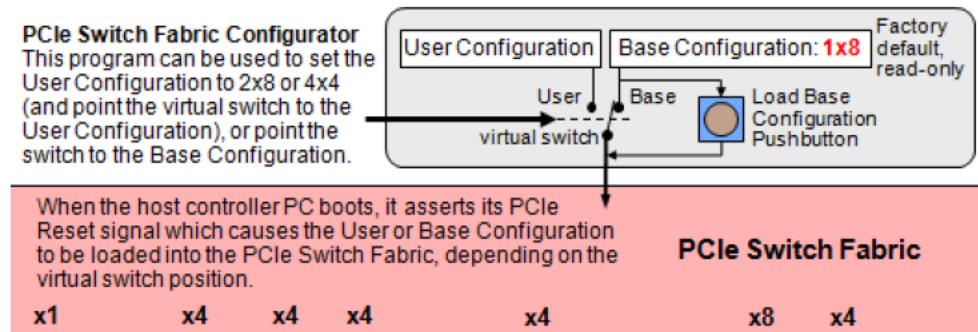 PCIe Switch Fabric Configurator
This program can be used to set the
User Configuration to 2x8 or 4x4
(and point the virtual switch to the
User Configuration), or point the
switch to the Base Configuration.
User Configuration
Base Configuration: 1x8
Factory
default,
read-only
User
Base
virtual switch
Load Base
Configuration
Pushbutton
When the host controller PC boots, it asserts its PCIe
Reset signal which causes the User or Base Configuration
to be loaded into the PCIe Switch Fabric, depending on the
virtual switch position.
PCIe Switch Fabric
x1 x4 x4 x4 x4 x8 x4